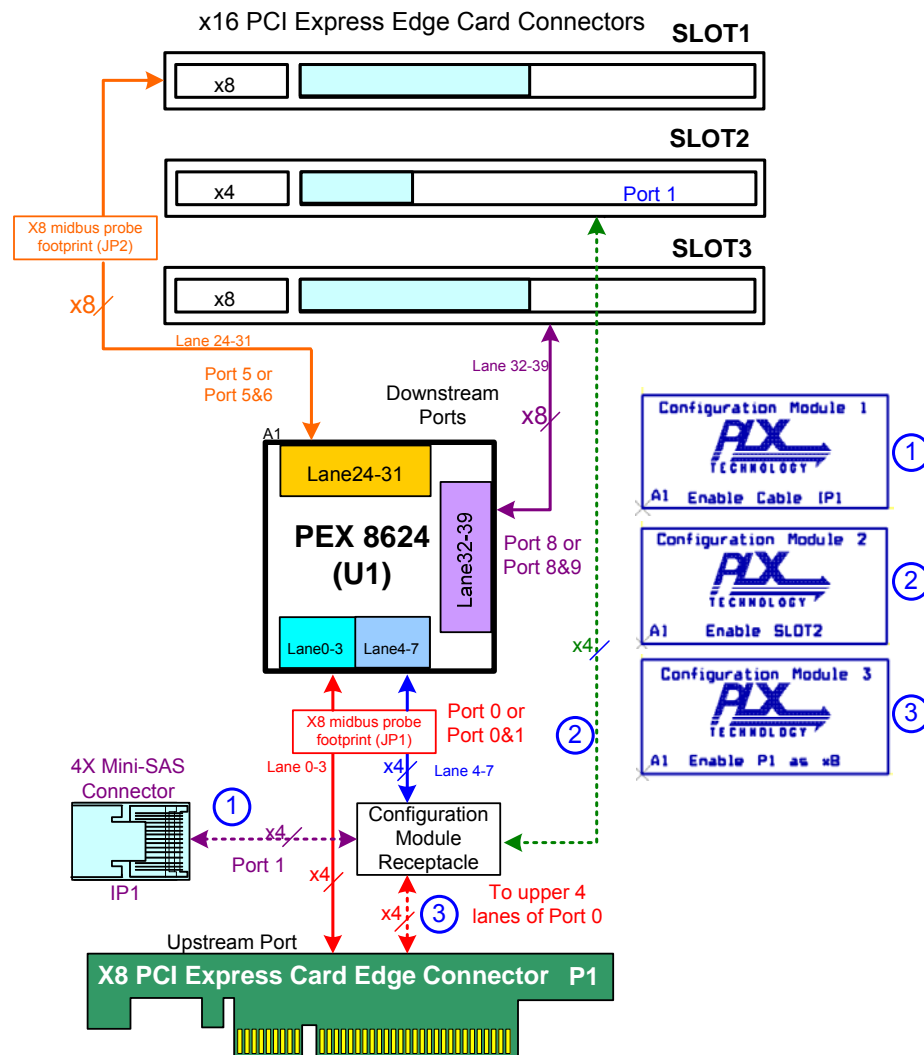 x16 PCI Express Edge Card Connectors
SLOT1
x8
SLOT2
x4
Port 1
X8 midbus probe
footprint (JP2)
SLOT3
x8
x8
Lane 24-31
Lane 32-39
Port 5 or
Port 5&6
Downstream
Ports
x8
A1
Lane24-31
PEX 8624
(U1)
Lane32-39
Port 8 or
Port 8&9
Lane0-3
Lane4-7
Configuration Module 1
PLX
TECHNOLOGY
A1 Enable Cable IP1
1
Configuration Module 2
PLX
TECHNOLOGY
A1 Enable SLOT2
2
Configuration Module 3
PLX
TECHNOLOGY
A1 Enable P1 as x8
3
x4
X8 midbus probe
footprint (JP1)
Port 0 or
Port 0&1
2
Lane 0-3
x4
Lane 4-7
4X Mini-SAS
Connector
1
x4
Port 1
IP1
Configuration
Module
Receptacle
x4
x4
3
To upper 4
lanes of Port 0
Upstream Port
X8 PCI Express Card Edge Connector P1